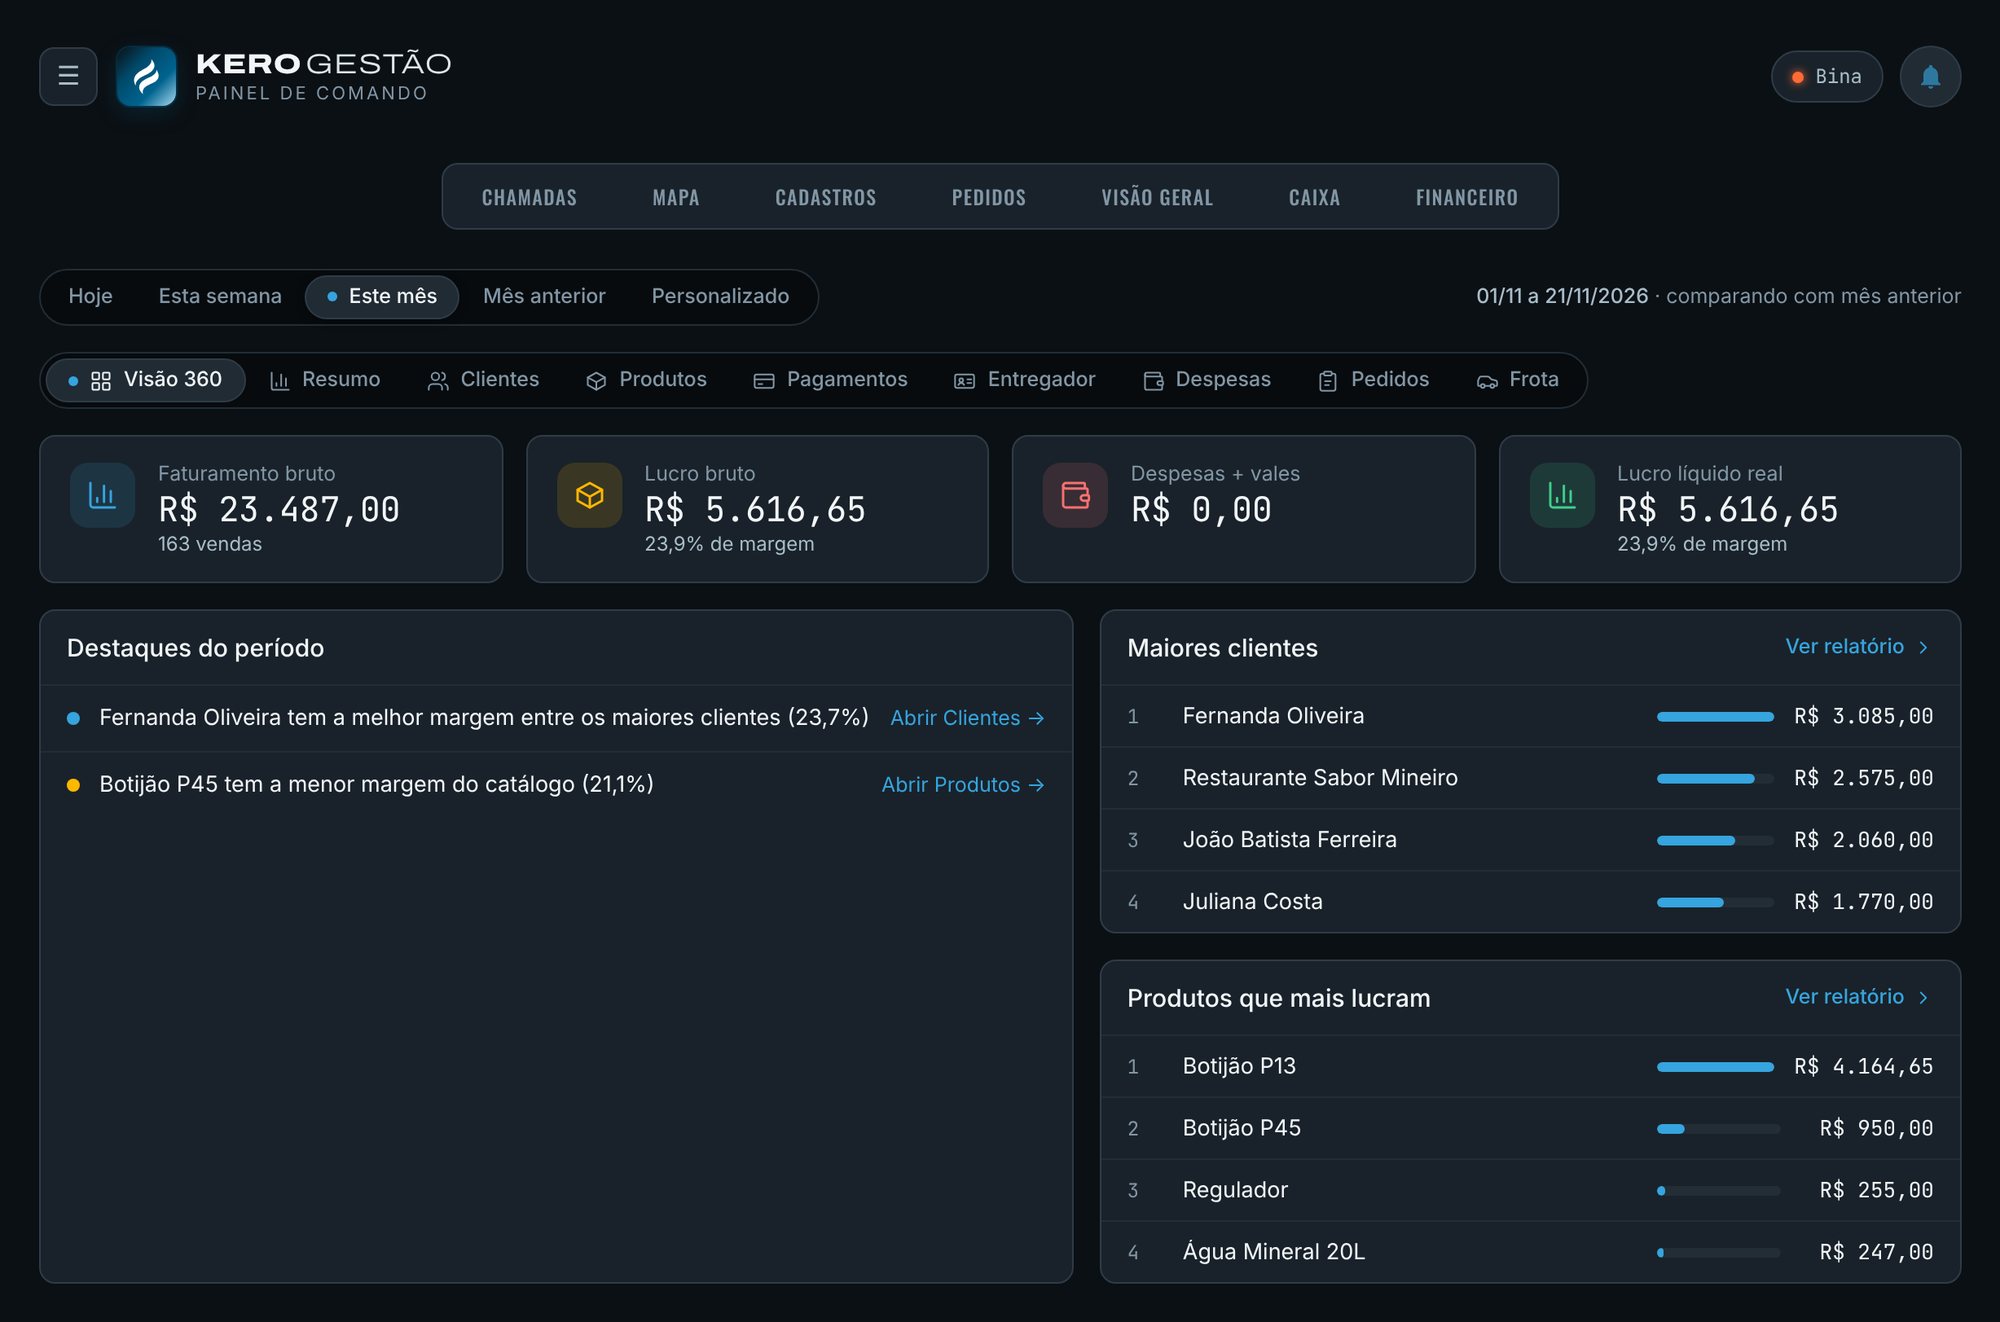 KERO GESTÃO
PAINEL DE COMANDO
Bina
CHAMADAS MAPA CADASTROS PEDIDOS VISÃO GERAL CAIXA FINANCEIRO
Hoje Esta semana Este mês Mês anterior Personalizado
01/11 a 21/11/2026 · comparando com mês anterior
Visão 360 Resumo Clientes Produtos Pagamentos Entregador Despesas Pedidos Frota
Faturamento bruto
R$ 23.487,00
163 vendas
Lucro bruto
R$ 5.616,65
23,9% de margem
Despesas + vales
R$ 0,00
Lucro líquido real
R$ 5.616,65
23,9% de margem
Destaques do período
Fernanda Oliveira tem a melhor margem entre os maiores clientes (23,7%) Abrir Clientes →
Botijão P45 tem a menor margem do catálogo (21,1%) Abrir Produtos →
Maiores clientes Ver relatório >
1 Fernanda Oliveira R$ 3.085,00
2 Restaurante Sabor Mineiro R$ 2.575,00
3 João Batista Ferreira R$ 2.060,00
4 Juliana Costa R$ 1.770,00
Produtos que mais lucram Ver relatório >
1 Botijão P13 R$ 4.164,65
2 Botijão P45 R$ 950,00
3 Regulador R$ 255,00
4 Água Mineral 20L R$ 247,00